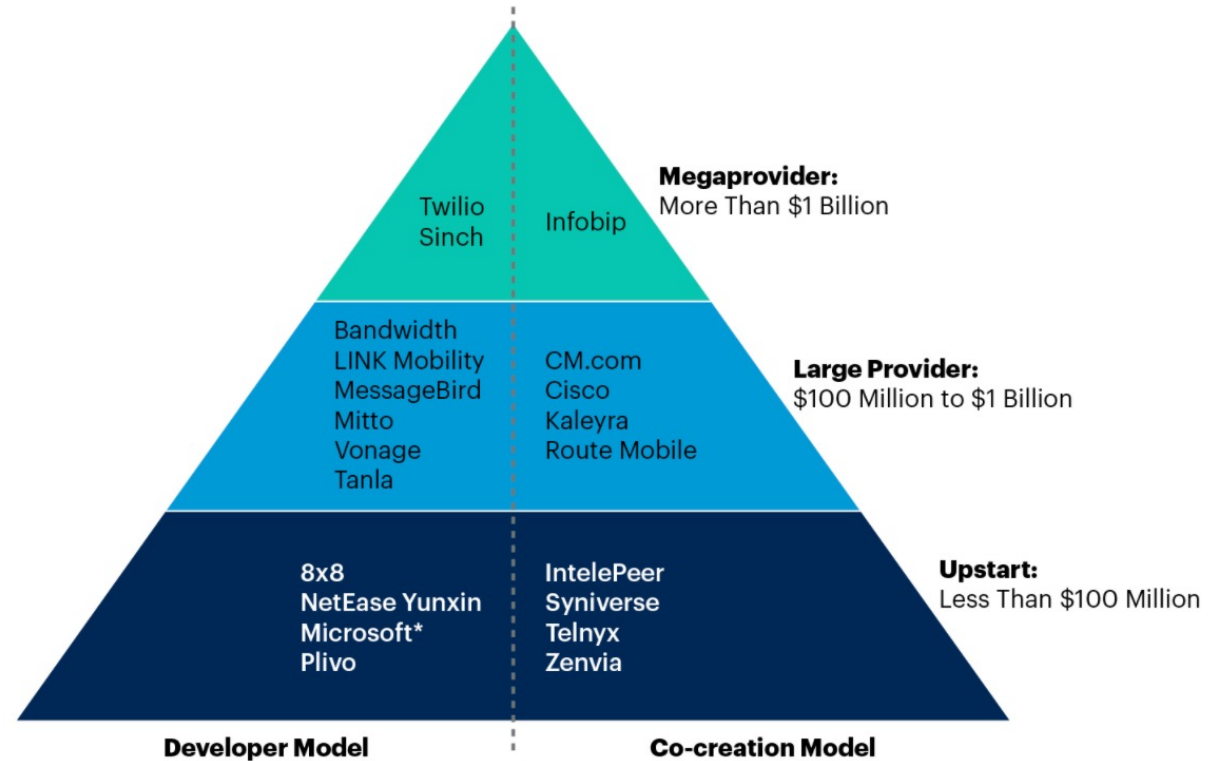 Twilio
Sinch
Infobip
Megaprovider:
More Than $1 Billion
Bandwidth
LINK Mobility
MessageBird
Mitto
Vonage
Tanla
CM.com
Cisco
Kaleyra
Route Mobile
Large Provider:
$100 Million to $1 Billion
8x8
NetEase Yunxin
Microsoft*
Plivo
IntelePeer
Syniverse
Telnyx
Zenvia
Upstart:
Less Than $100 Million
Developer Model
Co-creation Model